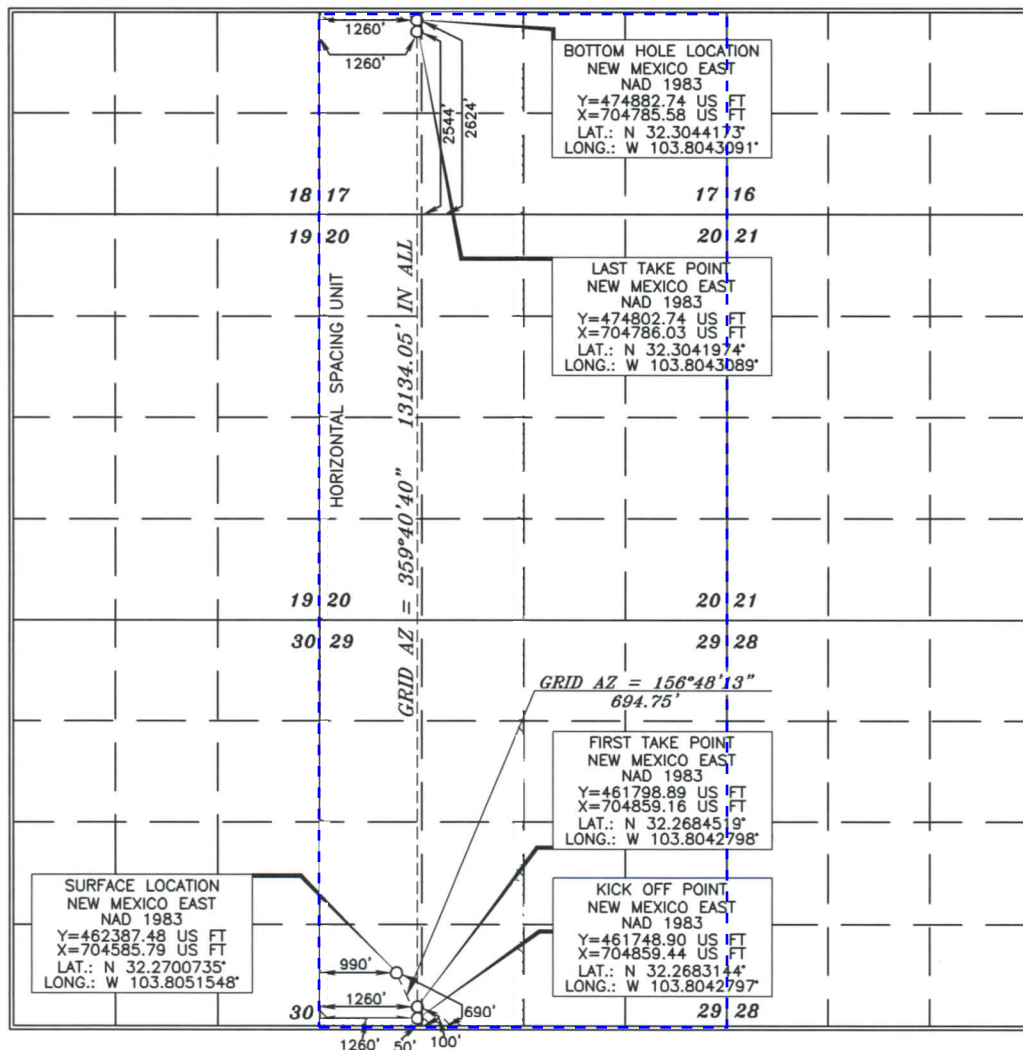 1260'
1260'
2544'
2624'
BOTTOM HOLE LOCATION
NEW MEXICO EAST
NAD 1983
Y=474882.74 US FT
X=704785.58 US FT
LAT.: N 32.3044173°
LONG.: W 103.8043091°
18 17
17 16
19 20
20 21
LAST TAKE POINT
NEW MEXICO EAST
NAD 1983
Y=474802.74 US FT
X=704786.03 US FT
LAT.: N 32.3041974°
LONG.: W 103.8043089°
HORIZONTAL SPACING UNIT
GRID AZ = 359°40'40" 13134.05' IN ALL
19 20
20 21
30 29
29 28
GRID AZ = 156°48'13"
694.75'
FIRST TAKE POINT
NEW MEXICO EAST
NAD 1983
Y=461798.89 US FT
X=704859.16 US FT
LAT.: N 32.2684519°
LONG.: W 103.8042798°
SURFACE LOCATION
NEW MEXICO EAST
NAD 1983
Y=462387.48 US FT
X=704585.79 US FT
LAT.: N 32.2700735°
LONG.: W 103.8051548°
KICK OFF POINT
NEW MEXICO EAST
NAD 1983
Y=461748.90 US FT
X=704859.44 US FT
LAT.: N 32.2683144°
LONG.: W 103.8042797°
990'
1260'
690'
30
29 28
1260'
50'
100'